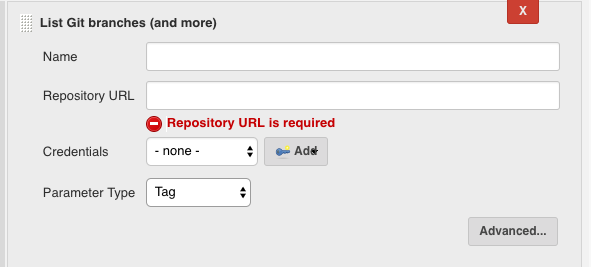 X
List Git branches (and more)
Name
Repository URL
Repository URL is required
Credentials
- none -
Add
Parameter Type
Tag
Advanced...